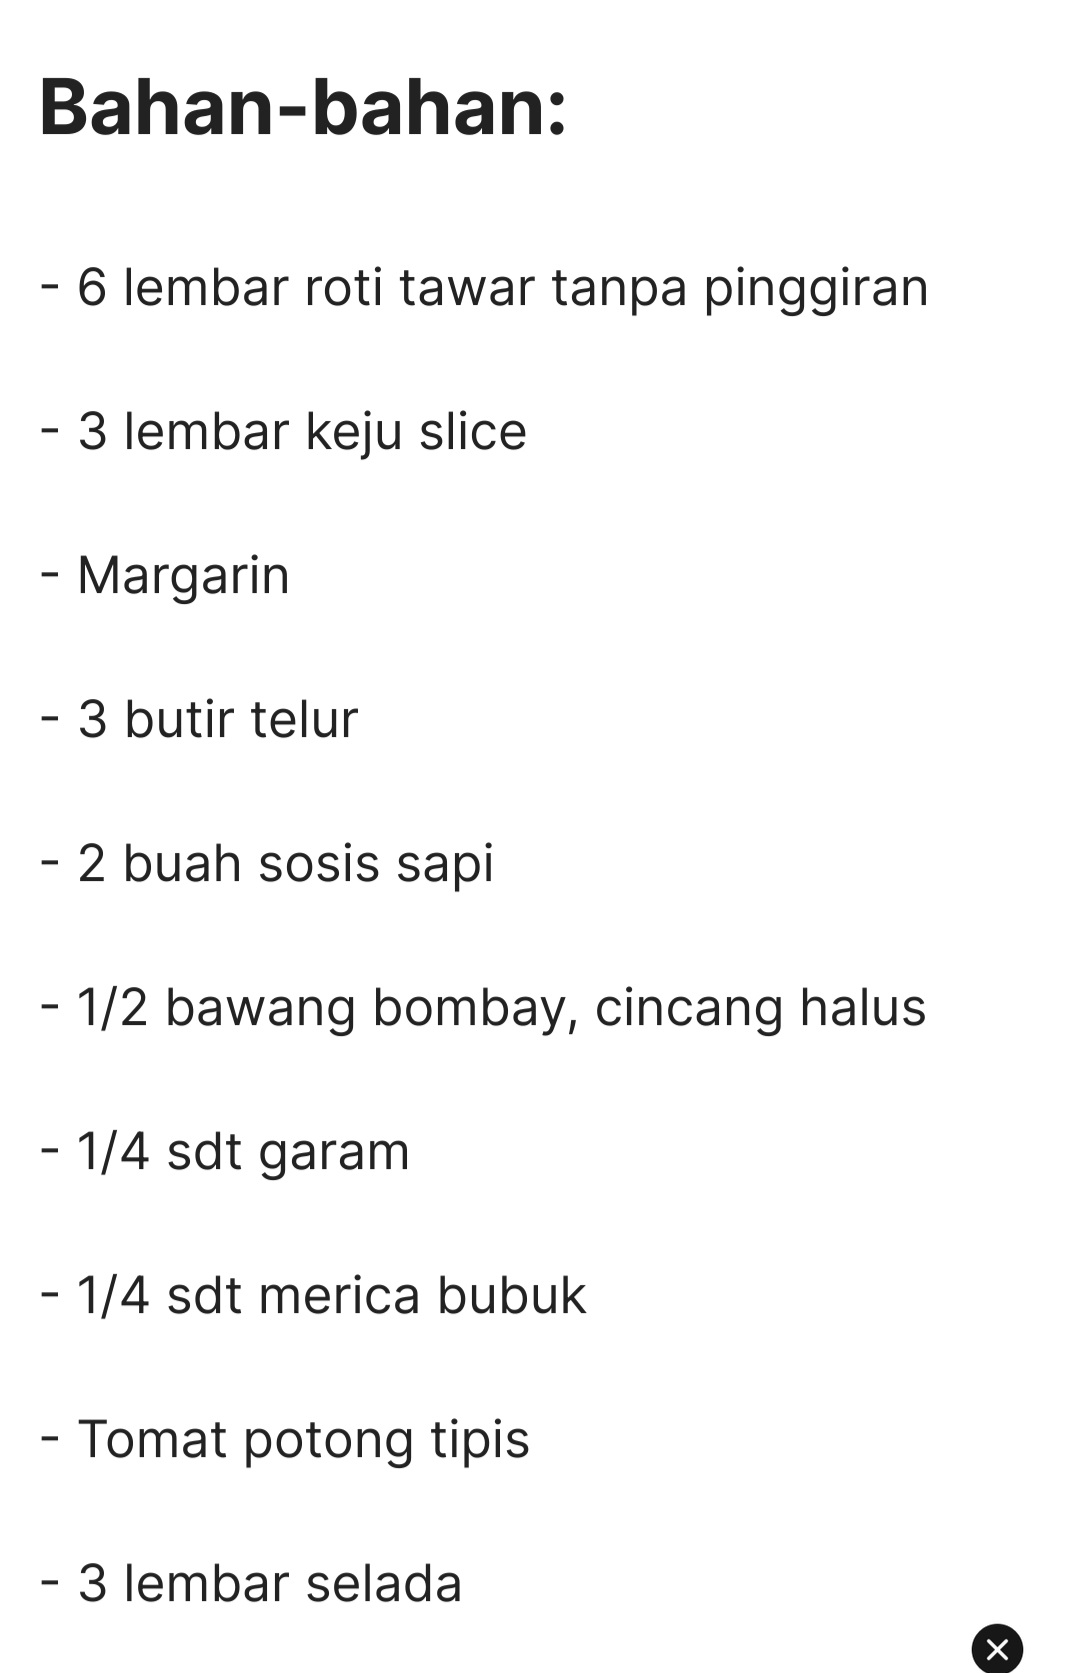 Bahan-bahan:
- 6 lembar roti tawar tanpa pinggiran
- 3 lembar keju slice
- Margarin
- 3 butir telur
- 2 buah sosis sapi
- 1/2 bawang bombay, cincang halus
- 1/4 sdt garam
- 1/4 sdt merica bubuk
- Tomat potong tipis
- 3 lembar selada